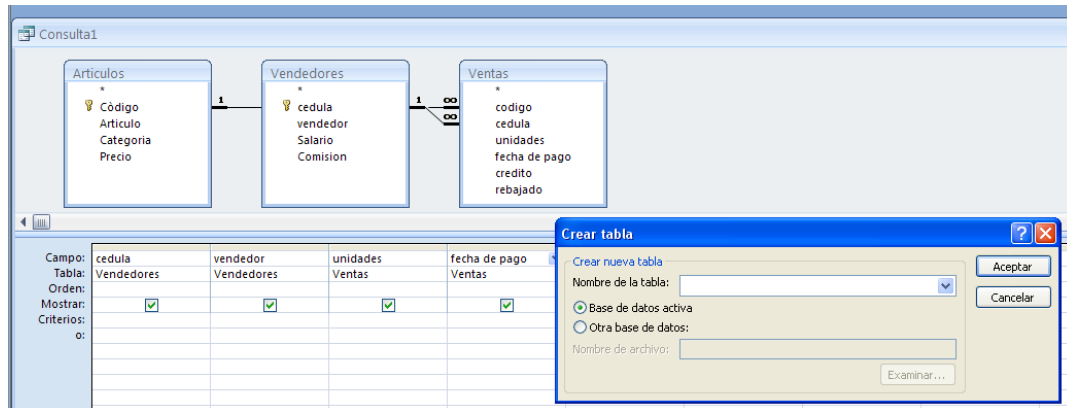 Consulta1
Articulos
*
Còdigo
Articulo
Categoria
Precio
1
Vendedores
*
cedula
vendedor
Salario
Comision
1
∞
∞
Ventas
*
codigo
cedula
unidades
fecha de pago
credito
rebajado
Campo: cedula vendedor unidades fecha de pago
Tabla: Vendedores Vendedores Ventas Ventas
Orden:
Mostrar:
Criterios:
o:
Crear tabla
Crear nueva tabla
Nombre de la tabla:
Base de datos activa
Otra base de datos:
Nombre de archivo:
Examinar...
Aceptar
Cancelar